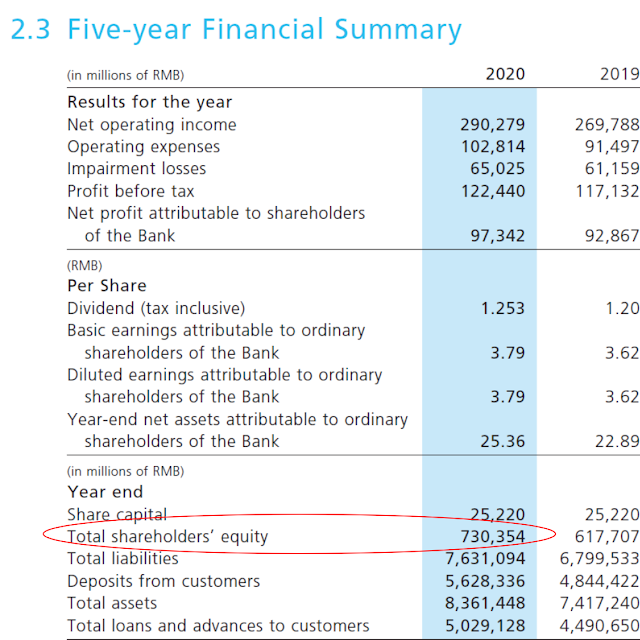 2.3 Five-year Financial Summary
(in millions of RMB) 2020 2019
Results for the year
Net operating income 290,279 269,788
Operating expenses 102,814 91,497
Impairment losses 65,025 61,159
Profit before tax 122,440 117,132
Net profit attributable to shareholders
of the Bank 97,342 92,867
(RMB)
Per Share
Dividend (tax inclusive) 1.253 1.20
Basic earnings attributable to ordinary
shareholders of the Bank 3.79 3.62
Diluted earnings attributable to ordinary
shareholders of the Bank 3.79 3.62
Year-end net assets attributable to ordinary
shareholders of the Bank 25.36 22.89
(in millions of RMB)
Year end
Share capital 25,220 25,220
Total shareholders' equity 730,354 617,707
Total liabilities 7,631,094 6,799,533
Deposits from customers 5,628,336 4,844,422
Total assets 8,361,448 7,417,240
Total loans and advances to customers 5,029,128 4,490,650